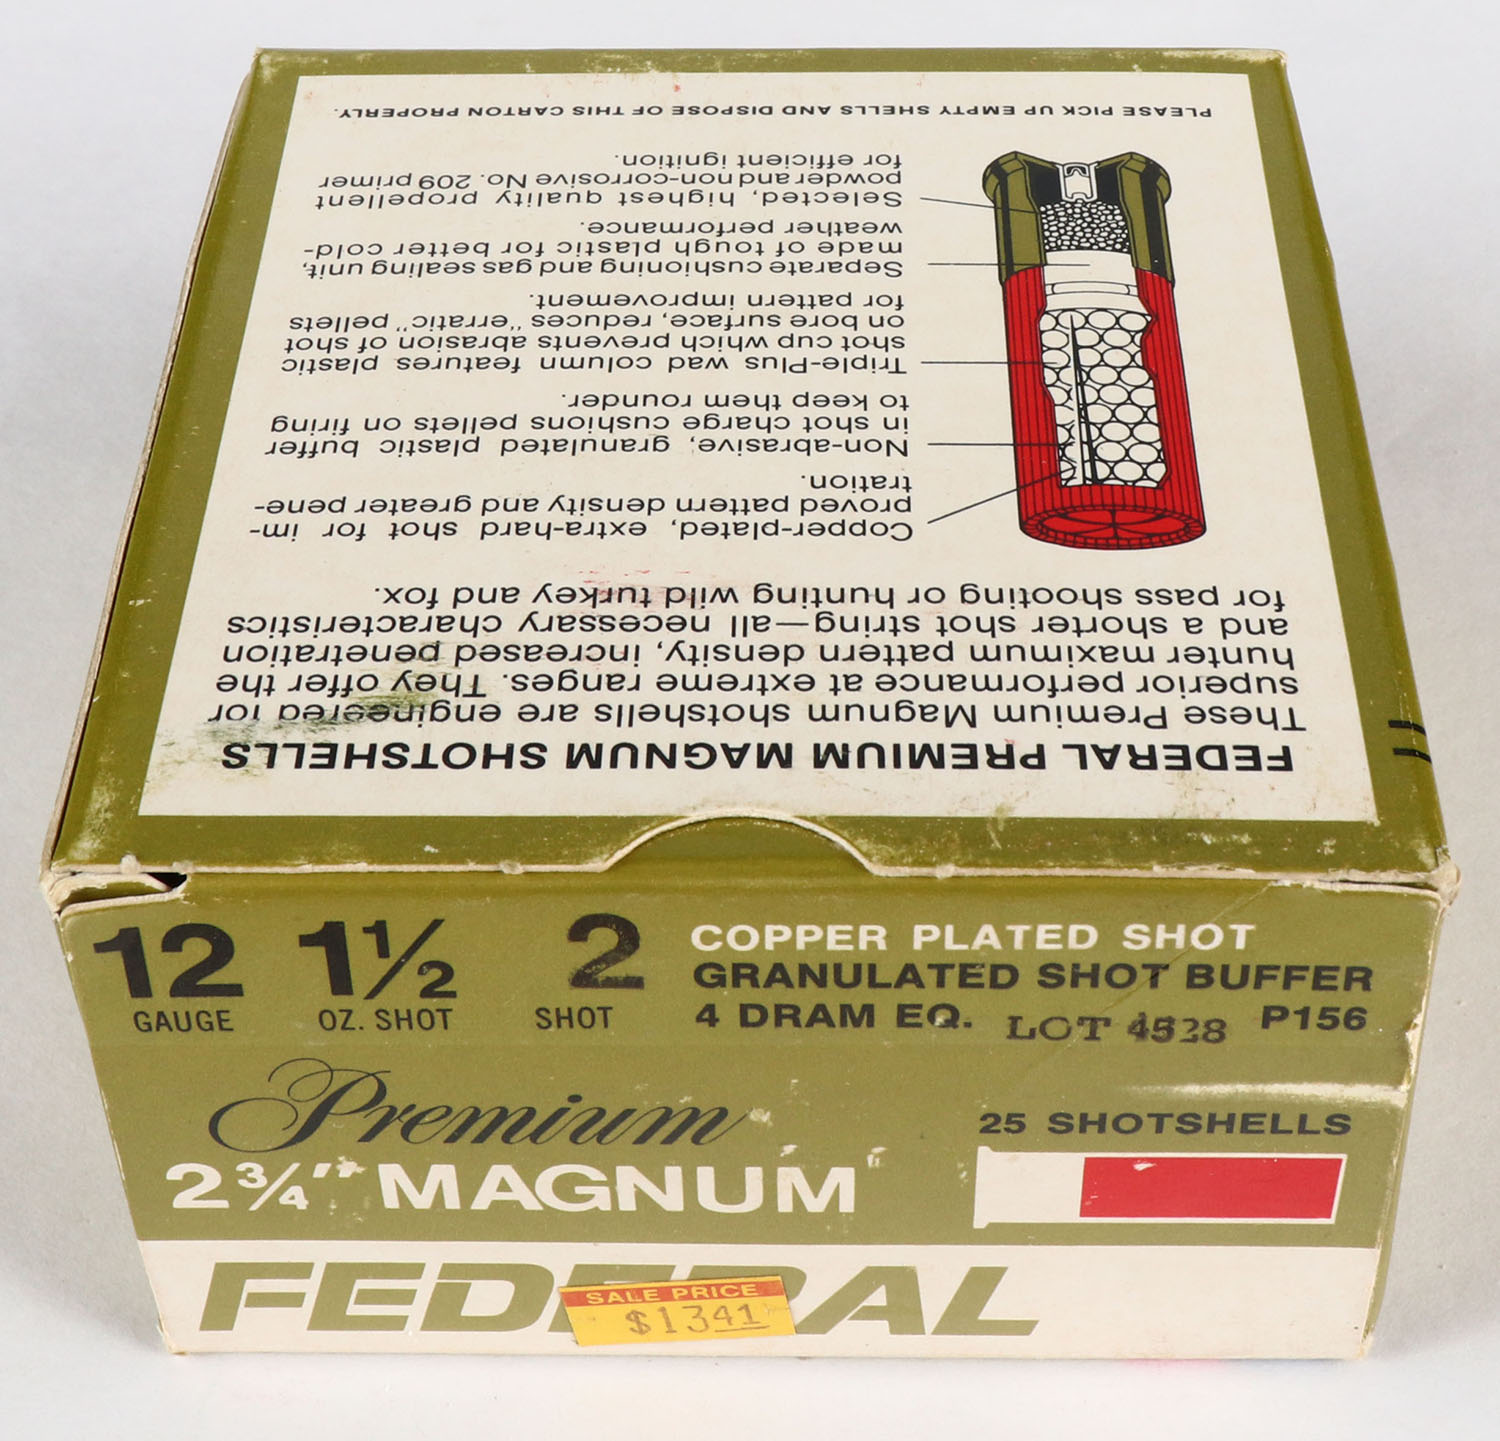 FEDERAL PREMIUM MAGNUM SHOTSHELLS
These Premium Magnum shotshells are engineered for
superior performance at extreme ranges. They offer the
hunter maximum pattern density, increased penetration
and a shorter shot string—all necessary characteristics
for pass shooting or hunting wild turkey and fox.
Copper-plated, extra-hard shot for im-
proved pattern density and greater pene-
tration.
Non-abrasive, granulated plastic buffer
in shot charge cushions pellets on firing
to keep them rounder.
Triple-Plus wad column features plastic
shot cup which prevents abrasion of shot
on bore surface, reduces "erratic" pellets
for pattern improvement.
Separate cushioning and gas sealing unit,
made of tough plastic for better cold-
weather performance.
Selected, highest quality propellent
powder and non-corrosive No. 209 primer
for efficient ignition.
PLEASE PICK UP EMPTY SHELLS AND DISPOSE OF THIS CARTON PROPERLY.
12 1½ 2
GAUGE OZ. SHOT SHOT
COPPER PLATED SHOT
GRANULATED SHOT BUFFER
4 DRAM EQ. LOT P156
Premium
2¾" MAGNUM
25 SHOTSHELLS
FEDERAL
SALE PRICE
$1341